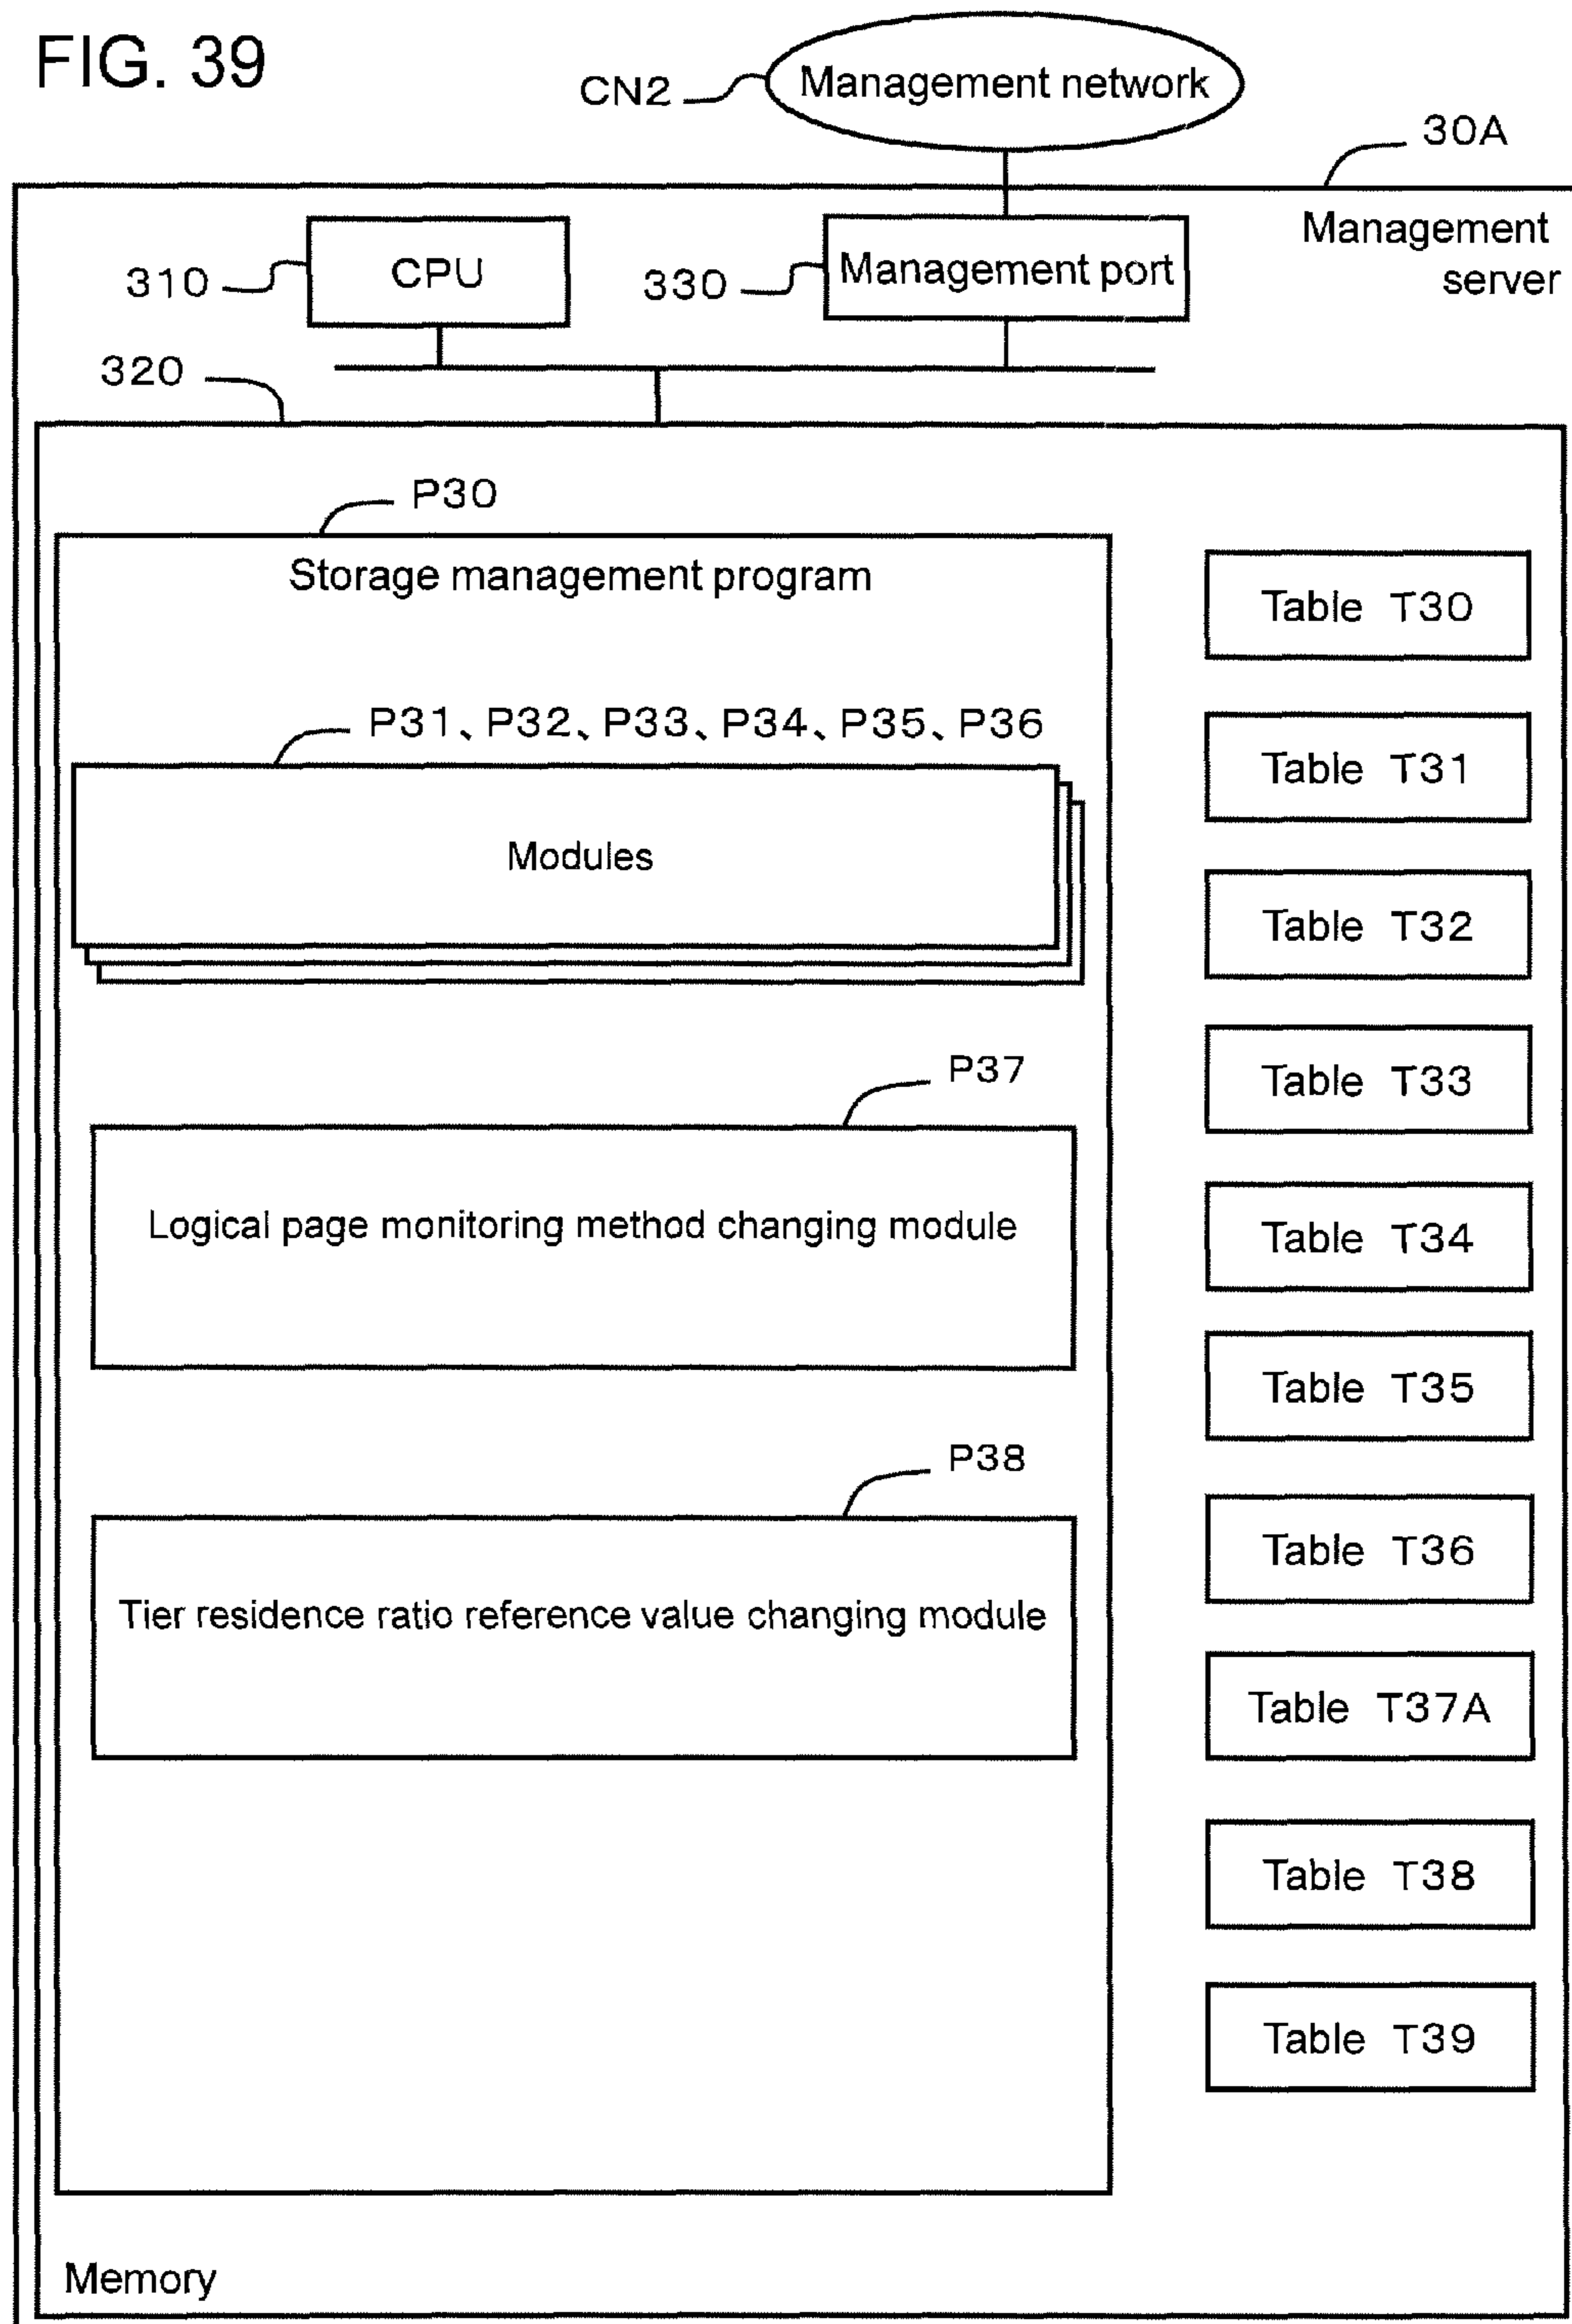 FIG. 39
CN2
Management network
30A
Management
server
310
CPU
330
Management port
320
P30
Storage management program
P31、P32、P33、P34、P35、P36
Modules
P37
Logical page monitoring method changing module
P38
Tier residence ratio reference value changing module
Table T30
Table T31
Table T32
Table T33
Table T34
Table T35
Table T36
Table T37A
Table T38
Table T39
Memory